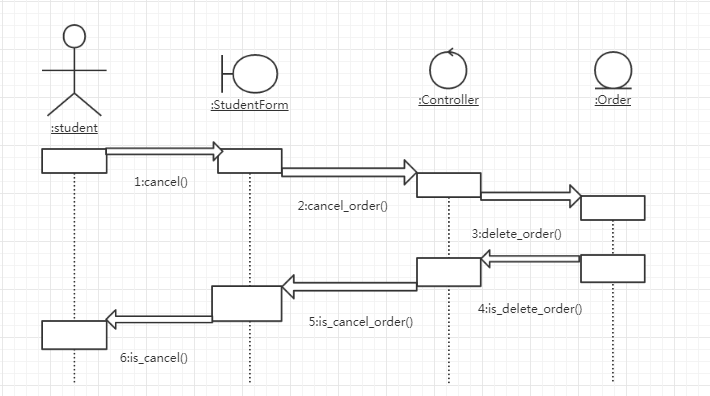 :student
:StudentForm
:Controller
:Order
1:cancel()
2:cancel_order()
3:delete_order()
4:is_delete_order()
5:is_cancel_order()
6:is_cancel()